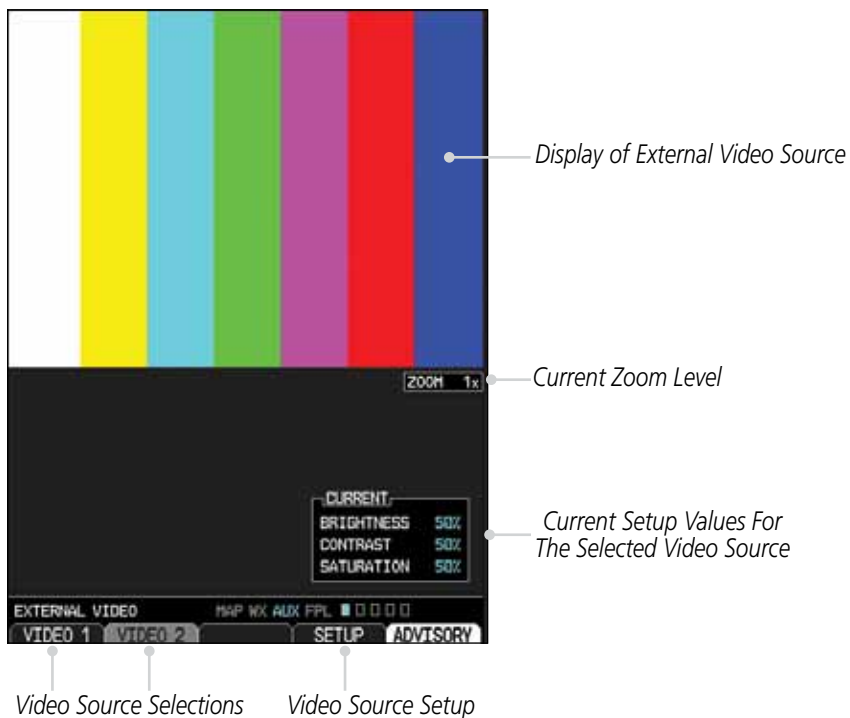 Display of External Video Source
ZOOM 1x
Current Zoom Level
CURRENT
BRIGHTNESS 50%
CONTRAST 50%
SATURATION 50%
Current Setup Values For
The Selected Video Source
EXTERNAL VIDEO MAP WX AUX FPL
VIDEO 1 VIDEO 2 SETUP ADVISORY
Video Source Selections Video Source Setup